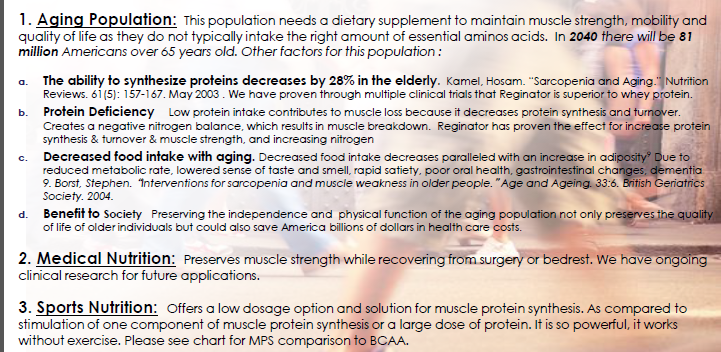 1. Aging Population: This population needs a dietary supplement to maintain muscle strength, mobility and
quality of life as they do not typically intake the right amount of essential aminos acids. In 2040 there will be 81
million Americans over 65 years old. Other factors for this population :
a. The ability to synthesize proteins decreases by 28% in the elderly. Kamel, Hosam. "Sarcopenia and Aging." Nutrition
Reviews. 61(5): 157-167. May 2003 . We have proven through multiple clinical trials that Reginator is superior to whey protein.
b. Protein Deficiency Low protein intake contributes to muscle loss because it decreases protein synthesis and turnover.
Creates a negative nitrogen balance, which results in muscle breakdown. Reginator has proven the effect for increase protein
synthesis & turnover & muscle strength, and increasing nitrogen
c. Decreased food intake with aging. Decreased food intake decreases paralleled with an increase in adiposity⁹ Due to
reduced metabolic rate, lowered sense of taste and smell, rapid satiety, poor oral health, gastrointestinal changes, dementia
9. Borst, Stephen. "Interventions for sarcopenia and muscle weakness in older people. "Age and Ageing. 33:6. British Geriatrics
Society. 2004.
d. Benefit to Society Preserving the independence and physical function of the aging population not only preserves the quality
of life of older individuals but could also save America billions of dollars in health care costs.
2. Medical Nutrition: Preserves muscle strength while recovering from surgery or bedrest. We have ongoing
clinical research for future applications.
3. Sports Nutrition: Offers a low dosage option and solution for muscle protein synthesis. As compared to
stimulation of one component of muscle protein synthesis or a large dose of protein. It is so powerful, it works
without exercise. Please see chart for MPS comparison to BCAA.